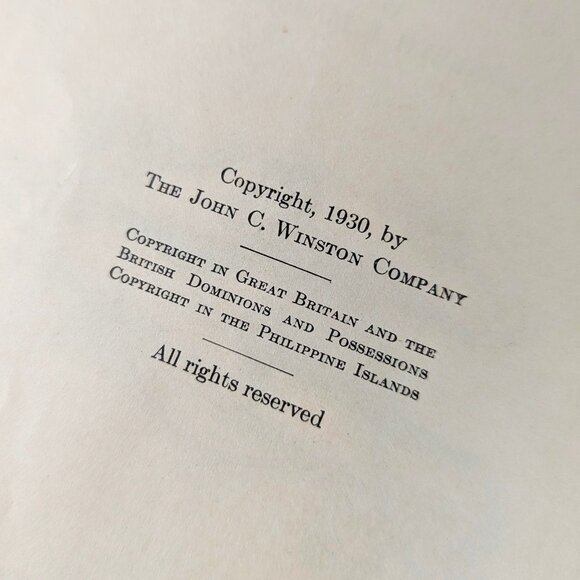 Copyright, 1930, by
The John C. Winston Company
Copyright in Great Britain and the
British Dominions and Possessions
Copyright in the Philippine Islands
All rights reserved